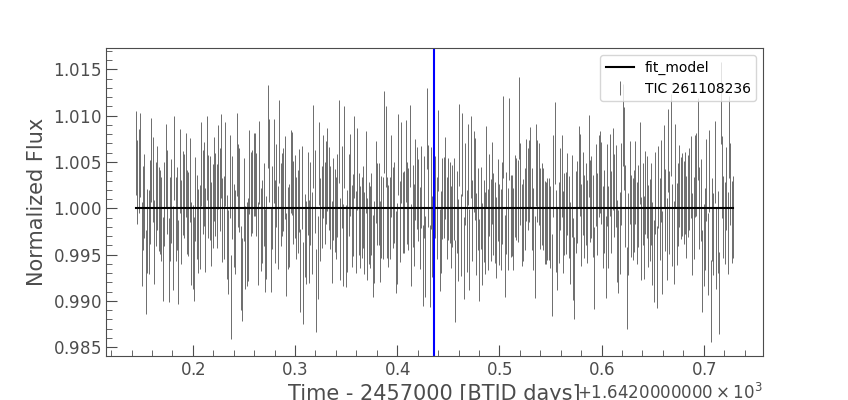 fit_model
TIC 261108236
Normalized Flux
1.015
1.010
1.005
1.000
0.995
0.990
0.985
0.2 0.3 0.4 0.5 0.6 0.7
Time - 2457000 [BTJD days]
+1.6420000000 × 10³